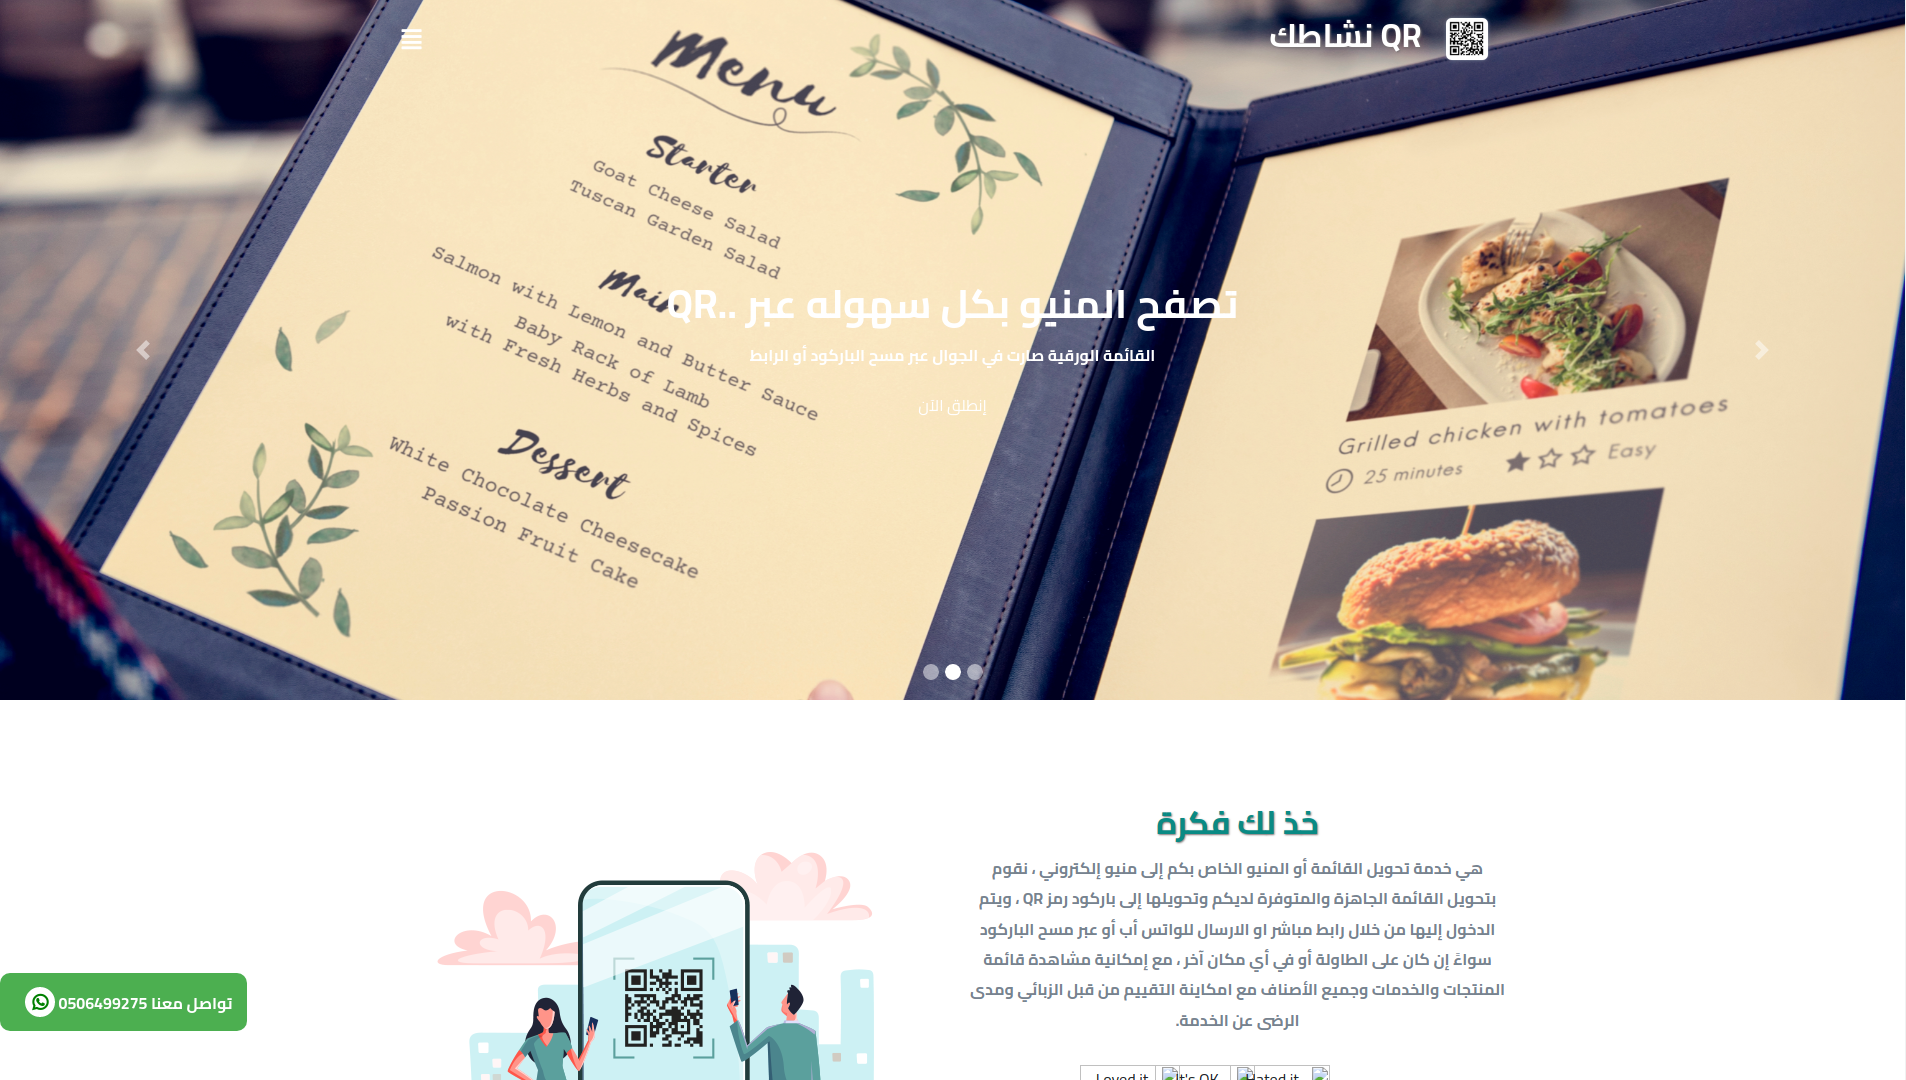 QR نشاطك
Menu
Starter
Goat Cheese Salad
Tuscan Garden Salad
Main
Salmon with Lemon and Butter Sauce
Baby Rack of Lamb
with Fresh Herbs and Spices
Dessert
White Chocolate Cheesecake
Passion Fruit Cake
Grilled chicken with tomatoes
25 minutes
Easy
تصفح المنيو بكل سهوله عبر ..QR
القائمة الورقية صارت في الجوال عبر مسح الباركود أو الرابط
إنطلق الآن
خذ لك فكرة
هي خدمة تحويل القائمة أو المنيو الخاص بكم إلى منيو إلكتروني ، نقوم
بتحويل القائمة الجاهزة والمتوفرة لديكم وتحويلها إلى باركود رمز QR ، ويتم
الدخول إليها من خلال رابط مباشر او الارسال للواتس أب أو عبر مسح الباركود
سواءً إن كان على الطاولة أو في أي مكان آخر ، مع إمكانية مشاهدة قائمة
المنتجات والخدمات وجميع الأصناف مع امكاينة التقييم من قبل الزبائي ومدى
الرضى عن الخدمة.
Loved it
It's OK
Hated it
تواصل معنا 0506499275